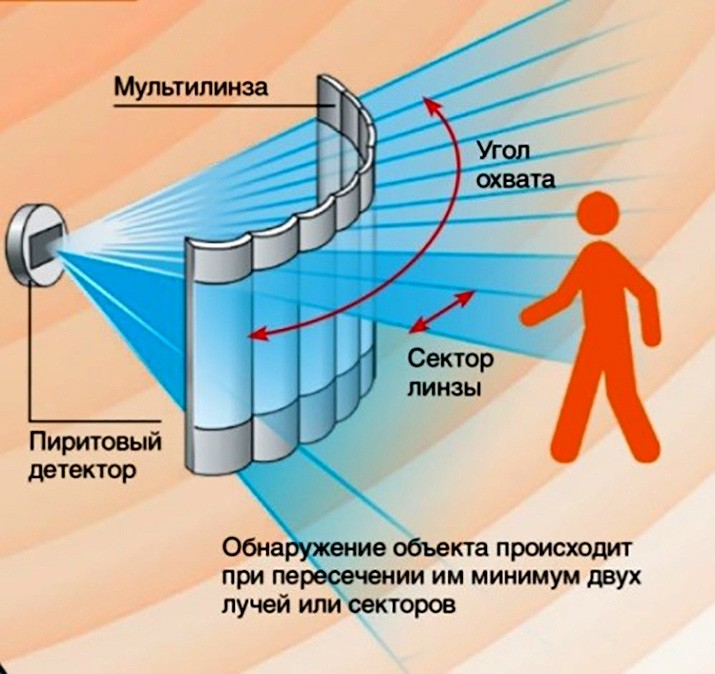 Мультилинза
Угол
охвата
Сектор
линзы
Пиритовый
детектор
Обнаружение объекта происходит
при пересечении им минимум двух
лучей или секторов